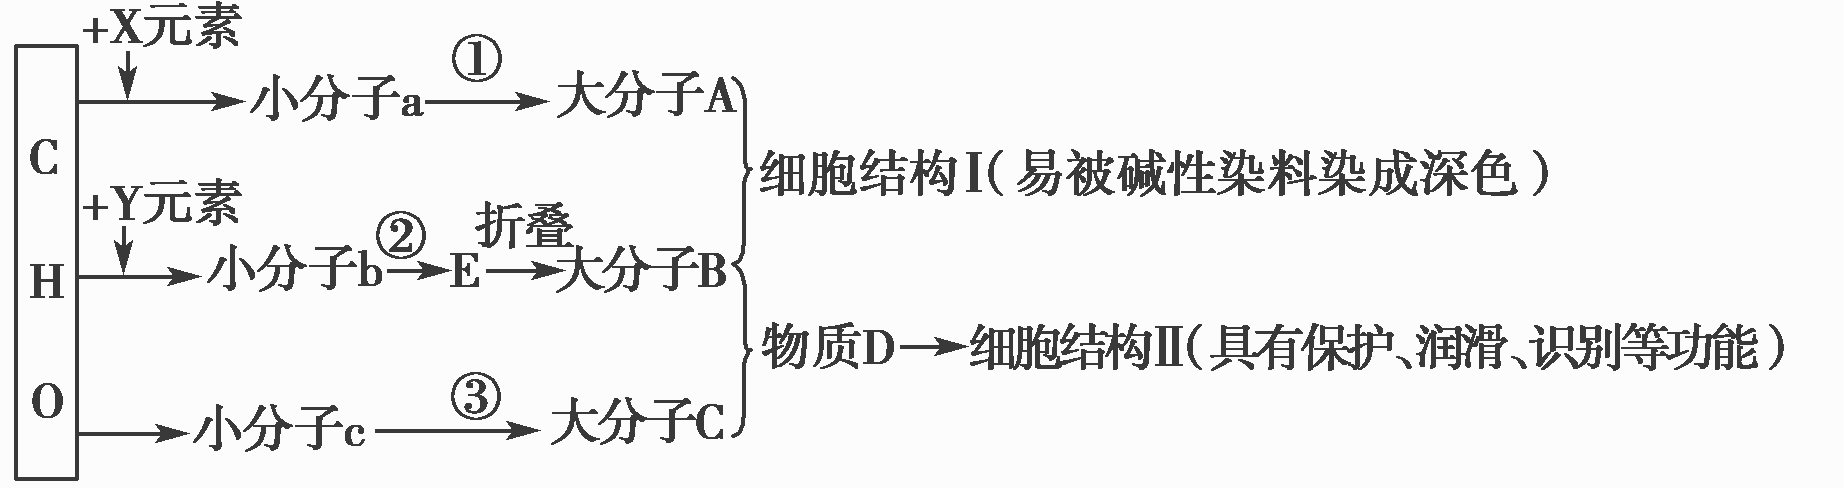 +X元素
小分子a ① 大分子A
C
细胞结构Ⅰ(易被碱性染料染成深色)
+Y元素
H
小分子b ② E 折叠 大分子B
物质D 细胞结构Ⅱ(具有保护、润滑、识别等功能)
O
小分子c ③ 大分子C